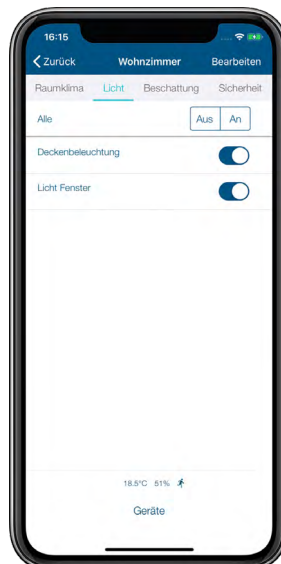 16:15
Zurück Wohnzimmer Bearbeiten
Raumklima Licht Beschattung Sicherheit
Alle Aus An
Deckenbeleuchtung
Licht Fenster
18.5°C 51%
Geräte